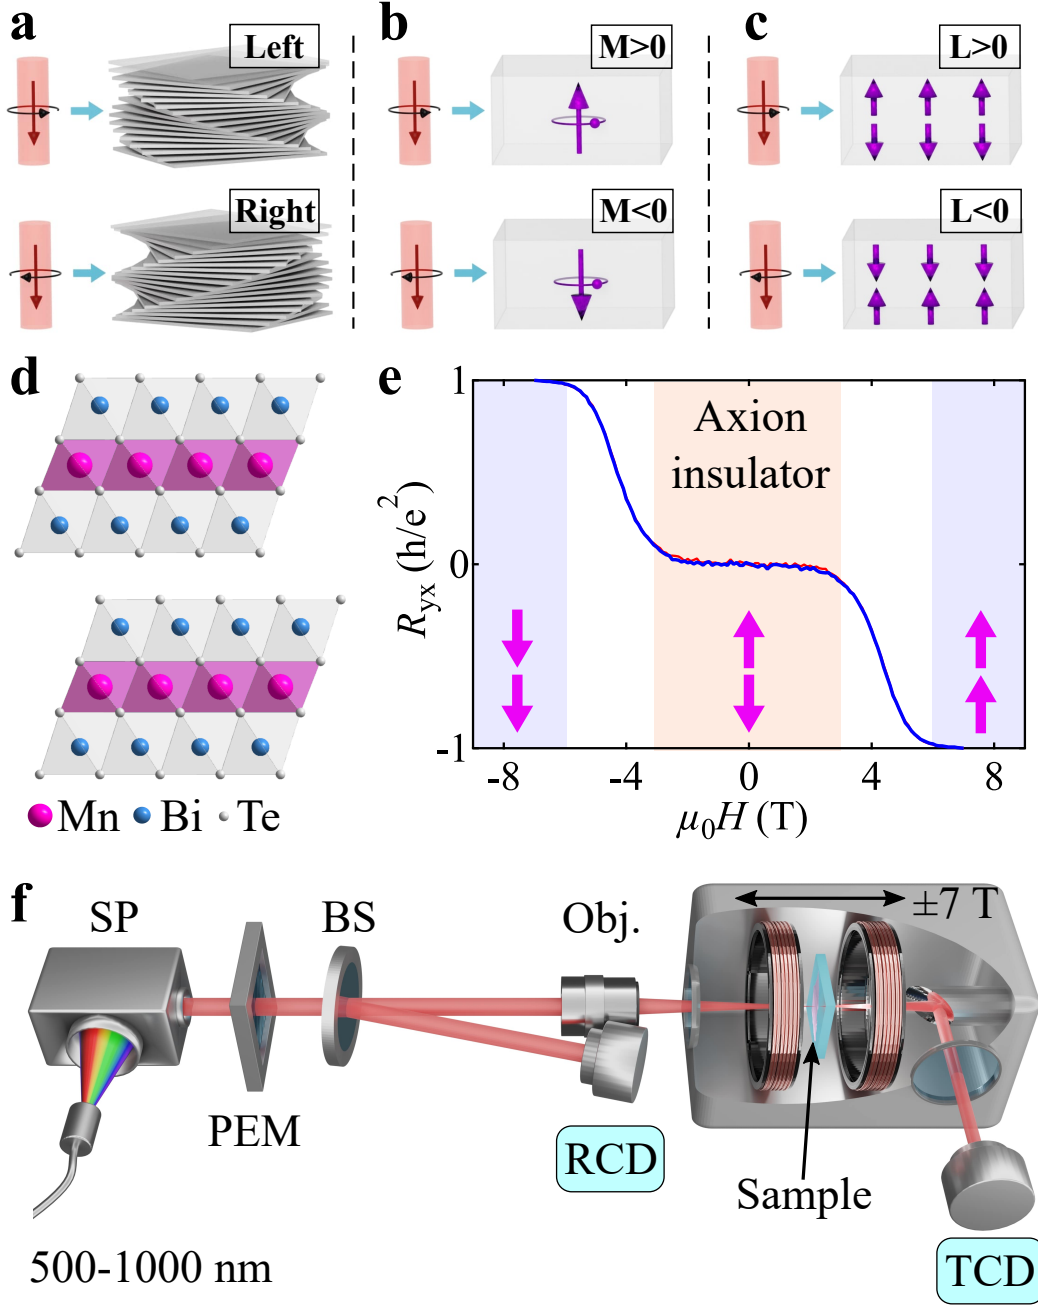 a
Left
Right
b
M>0
M<0
c
L>0
L<0
d
Mn Bi Te
e
1
0
-1
R_yx (h/e²)
Axion
insulator
-8 -4 0 4 8
μ₀H (T)
f
SP
PEM
BS
Obj.
±7 T
RCD
Sample
TCD
500-1000 nm